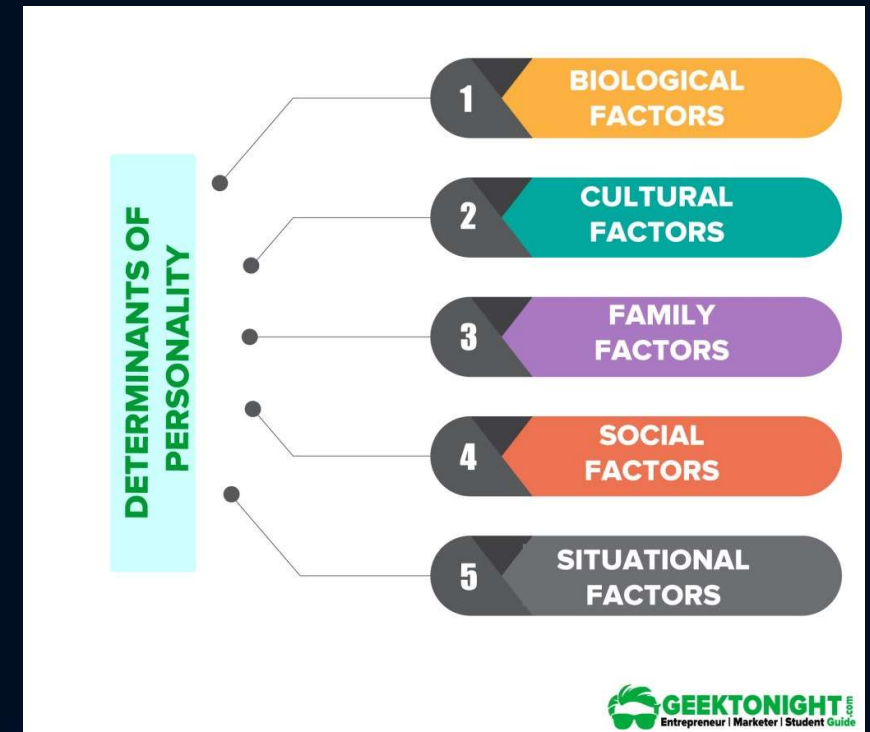 DETERMINANTS OF
PERSONALITY
1
BIOLOGICAL
FACTORS
2
CULTURAL
FACTORS
3
FAMILY
FACTORS
4
SOCIAL
FACTORS
5
SITUATIONAL
FACTORS
GEEKTONIGHT.com
Entrepreneur | Marketer | Student Guide